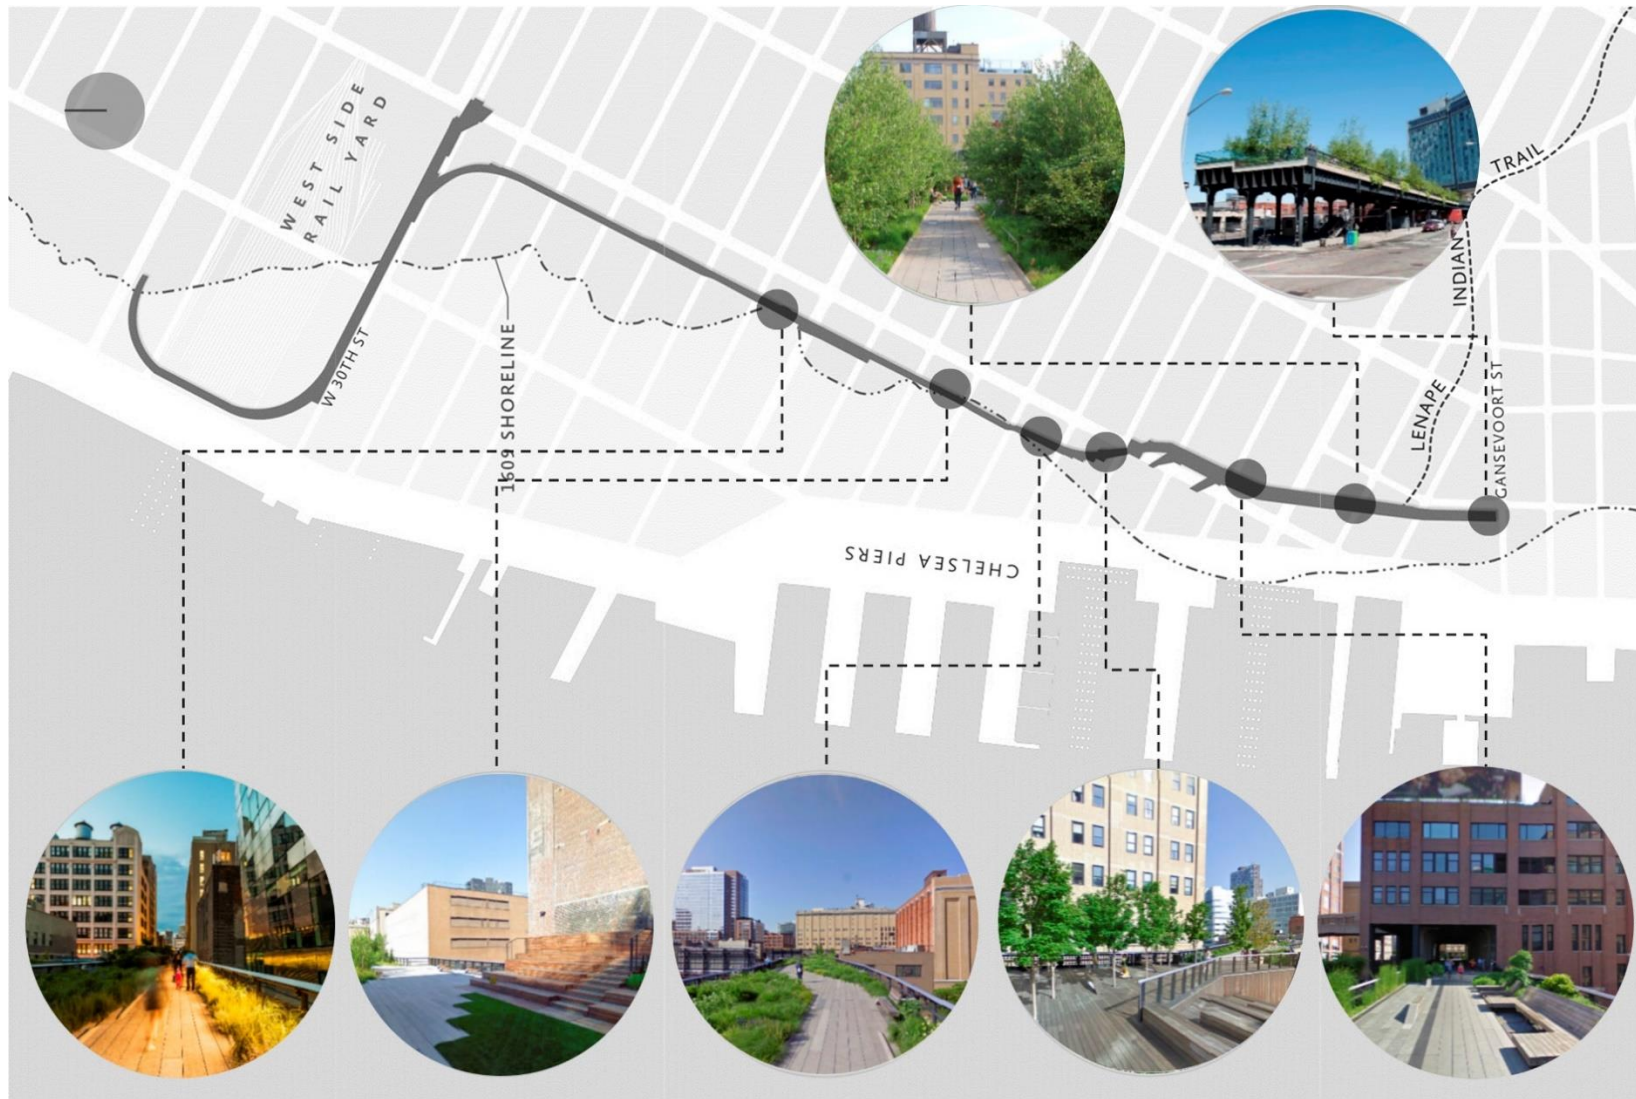 WEST SIDE
RAIL YARD
TRAIL
INDIAN
W 30TH ST
1609 SHORELINE
LENAPE
GANSEVOORT ST
CHELSEA PIERS